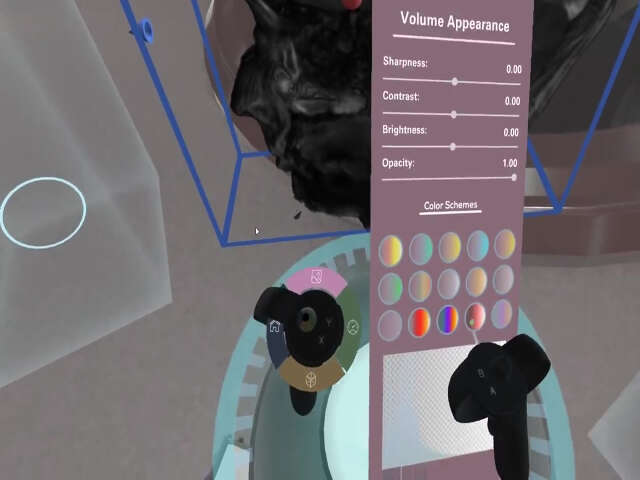 Volume Appearance
Sharpness: 0.00
Contrast: 0.00
Brightness: 0.00
Opacity: 1.00
Color Schemes
Y
X
B
A